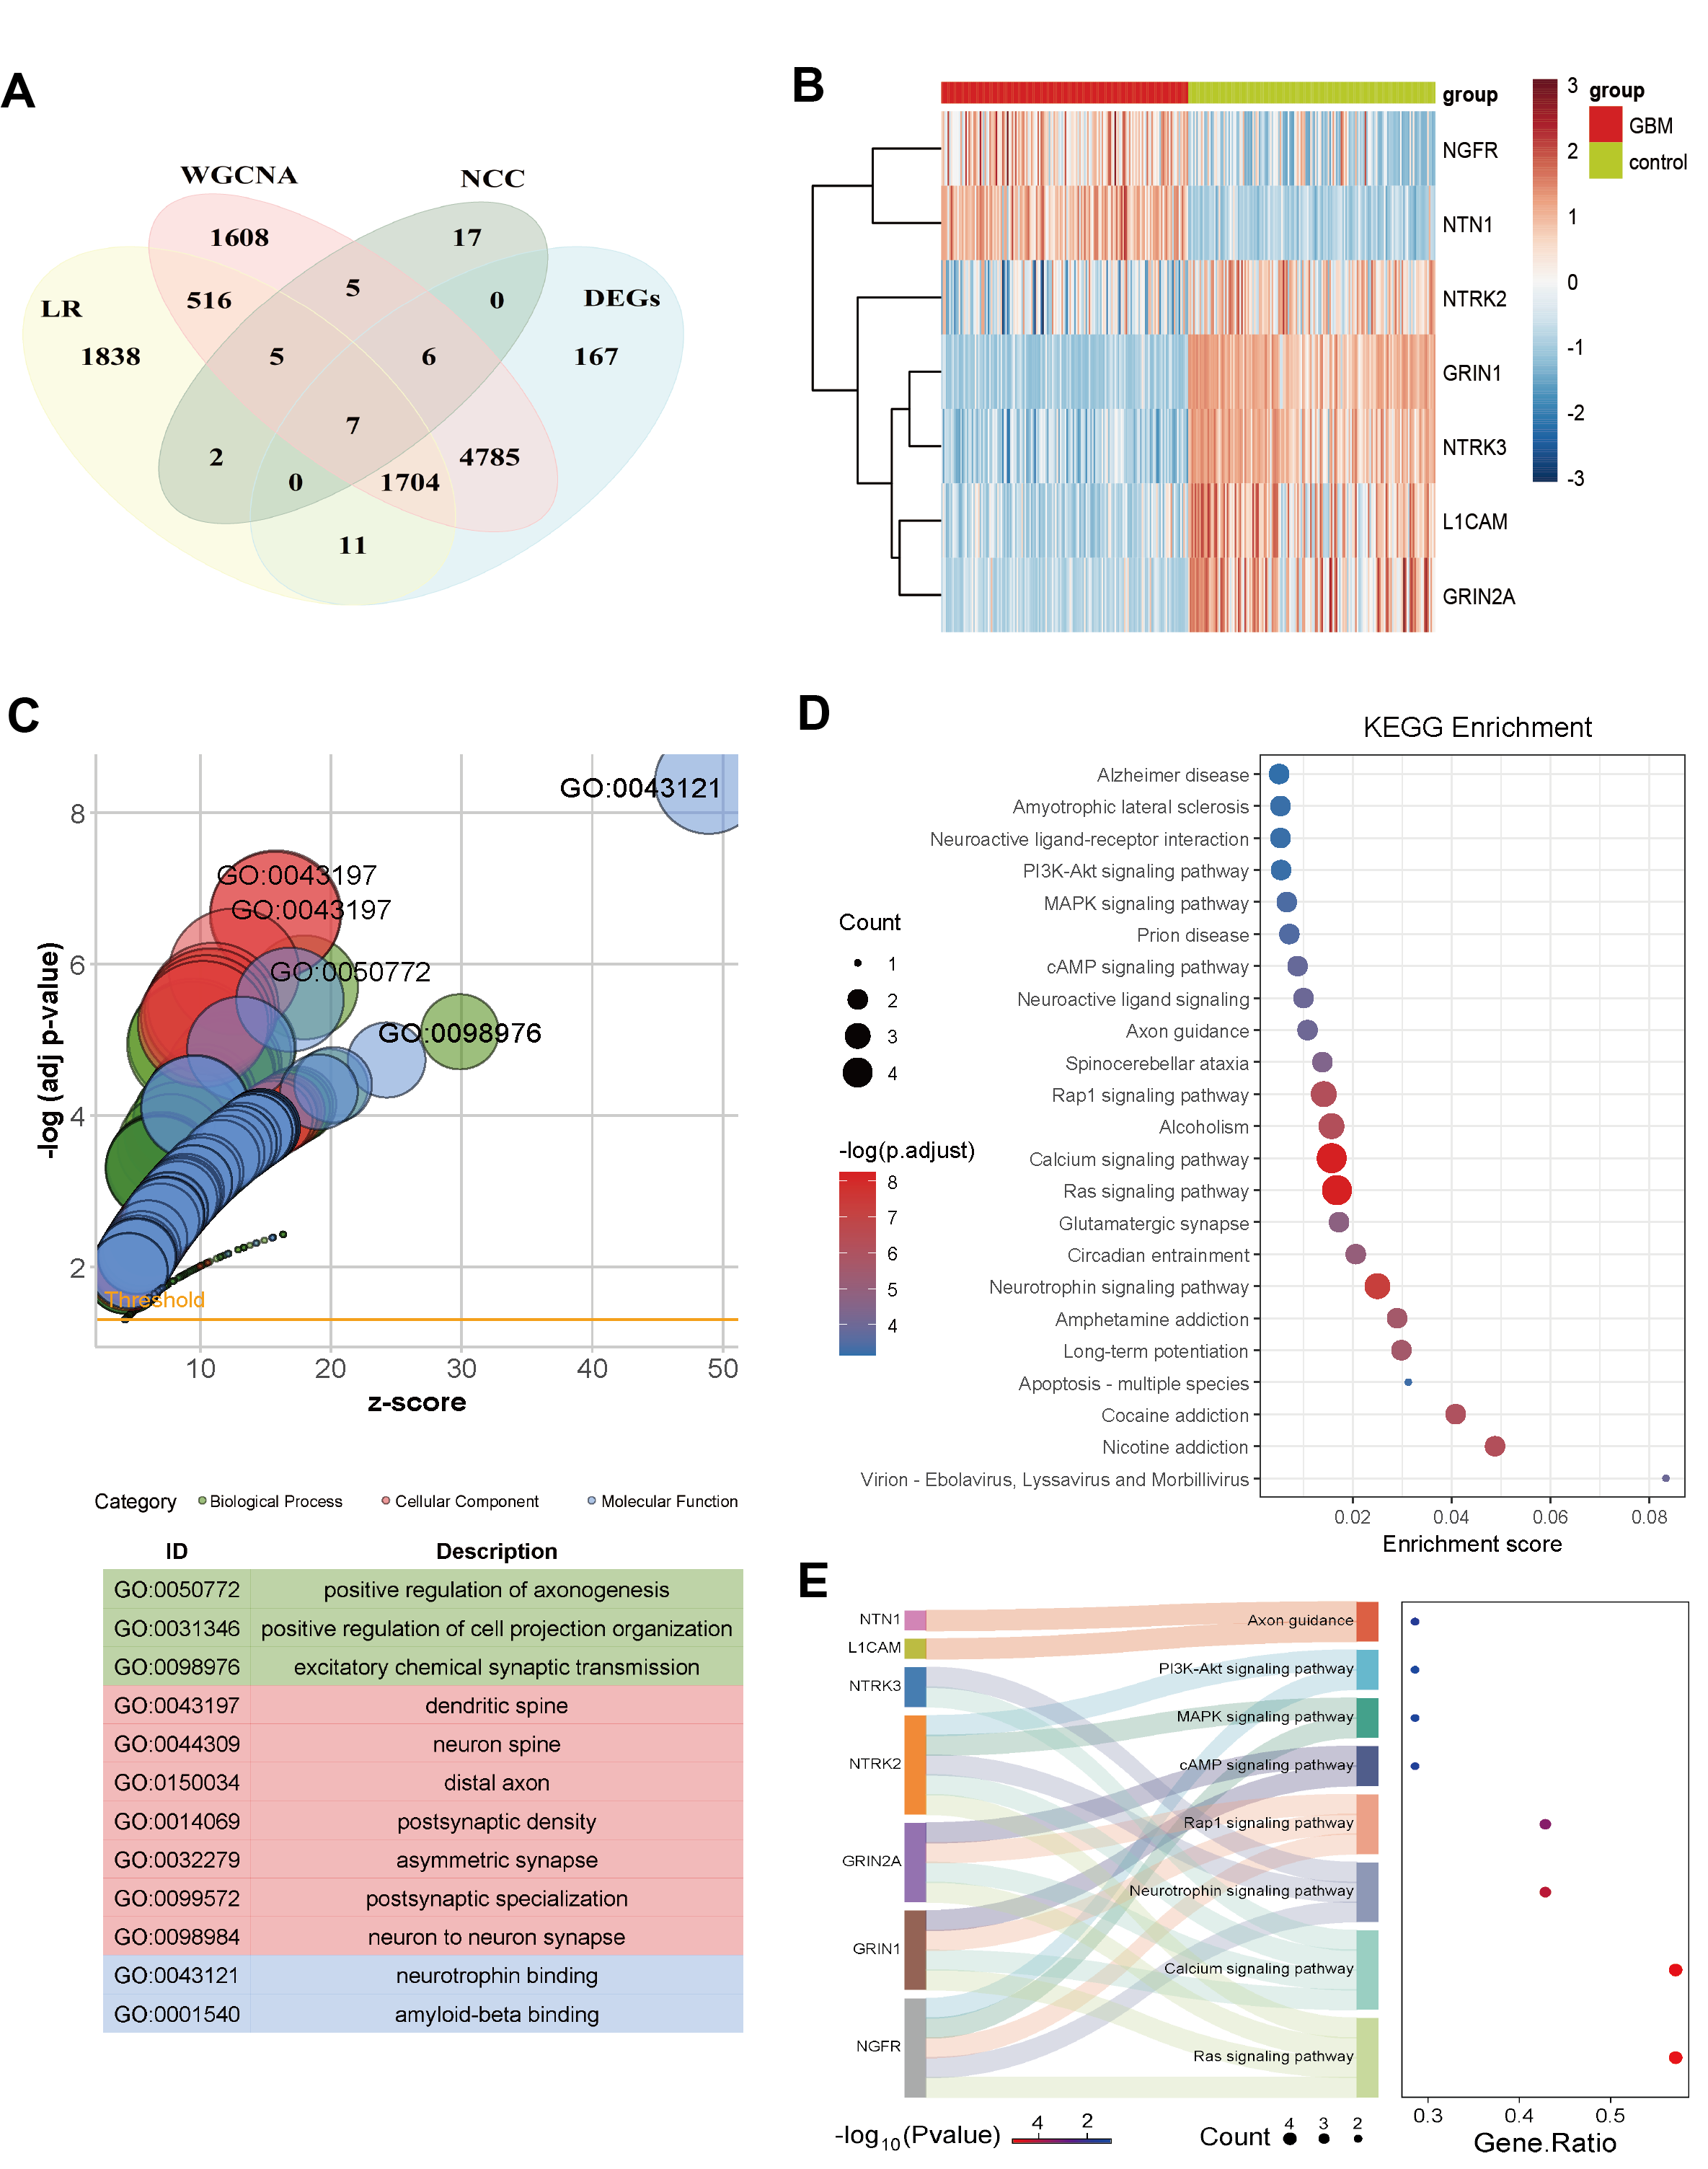 A
WGCNA
NCC
LR
DEGs
1608
17
516
5
0
1838
5
6
167
7
2
0
1704
4785
11
B
group
NGFR
NTN1
NTRK2
GRIN1
NTRK3
L1CAM
GRIN2A
3
2
1
0
-1
-2
-3
group
GBM
control
C
-log (adj p-value)
8
6
4
2
GO:0043121
GO:0043197
GO:0043197
GO:0050772
GO:0098976
Threshold
10 20 30 40 50
z-score
Category Biological Process Cellular Component Molecular Function
ID Description
GO:0050772 positive regulation of axonogenesis
GO:0031346 positive regulation of cell projection organization
GO:0098976 excitatory chemical synaptic transmission
GO:0043197 dendritic spine
GO:0044309 neuron spine
GO:0150034 distal axon
GO:0014069 postsynaptic density
GO:0032279 asymmetric synapse
GO:0099572 postsynaptic specialization
GO:0098984 neuron to neuron synapse
GO:0043121 neurotrophin binding
GO:0001540 amyloid-beta binding
D
KEGG Enrichment
Count
1
2
3
4
-log(p.adjust)
8
7
6
5
4
Alzheimer disease
Amyotrophic lateral sclerosis
Neuroactive ligand-receptor interaction
PI3K-Akt signaling pathway
MAPK signaling pathway
Prion disease
cAMP signaling pathway
Neuroactive ligand signaling
Axon guidance
Spinocerebellar ataxia
Rap1 signaling pathway
Alcoholism
Calcium signaling pathway
Ras signaling pathway
Glutamatergic synapse
Circadian entrainment
Neurotrophin signaling pathway
Amphetamine addiction
Long-term potentiation
Apoptosis - multiple species
Cocaine addiction
Nicotine addiction
Virion - Ebolavirus, Lyssavirus and Morbillivirus
0.02 0.04 0.06 0.08
Enrichment score
E
NTN1
L1CAM
NTRK3
NTRK2
GRIN2A
GRIN1
NGFR
Axon guidance
PI3K-Akt signaling pathway
MAPK signaling pathway
cAMP signaling pathway
Rap1 signaling pathway
Neurotrophin signaling pathway
Calcium signaling pathway
Ras signaling pathway
0.3 0.4 0.5
Gene.Ratio
-log10(Pvalue) 4 2
Count 4 3 2